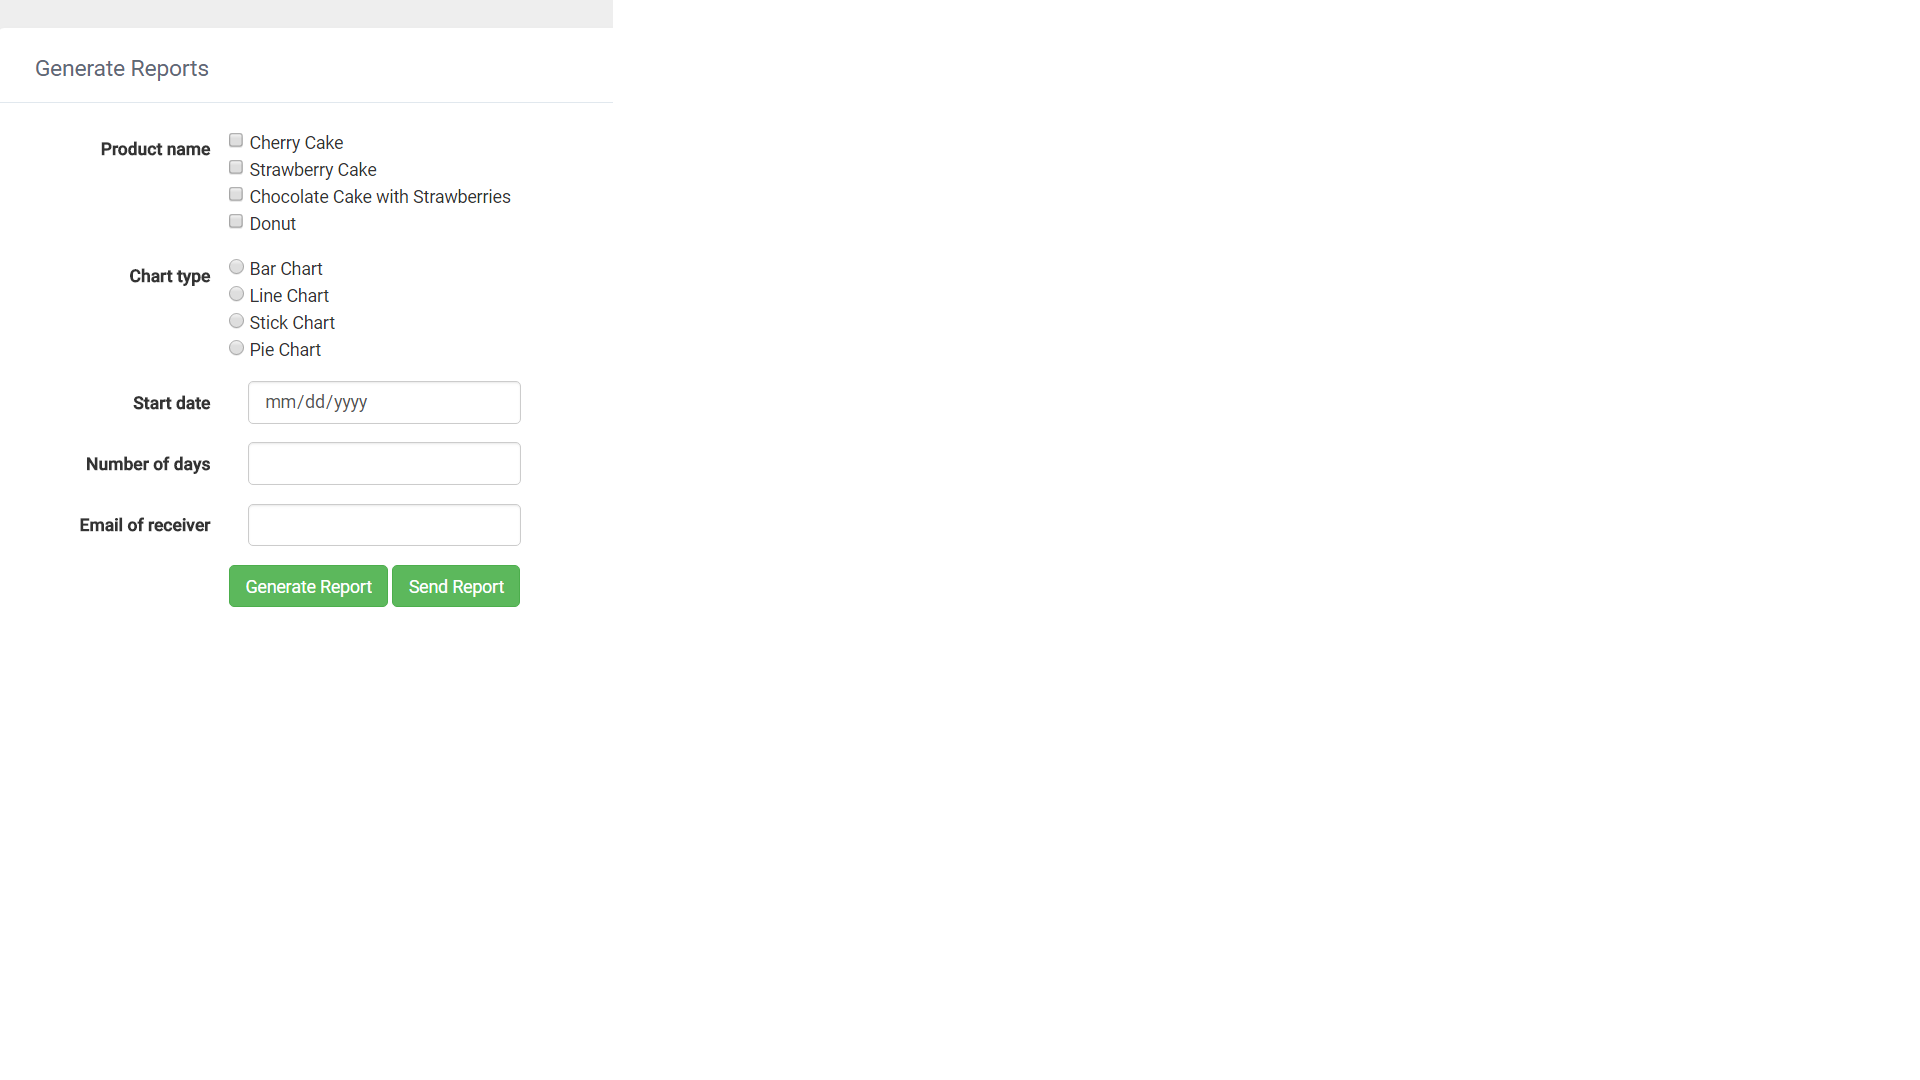 Generate Reports
Product name
Cherry Cake
Strawberry Cake
Chocolate Cake with Strawberries
Donut
Chart type
Bar Chart
Line Chart
Stick Chart
Pie Chart
Start date
mm/dd/yyyy
Number of days
Email of receiver
Generate Report
Send Report